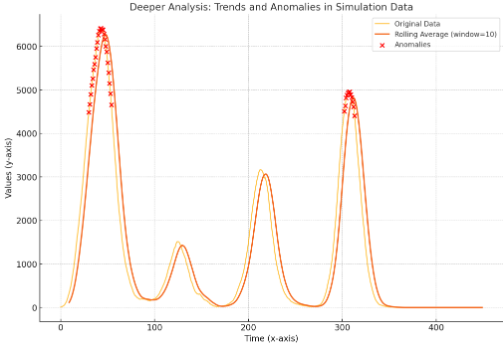 Deeper Analysis: Trends and Anomalies in Simulation Data
Original Data
Rolling Average (window=10)
Anomalies
Values (y-axis)
6000
5000
4000
3000
2000
1000
0
0 100 200 300 400
Time (x-axis)